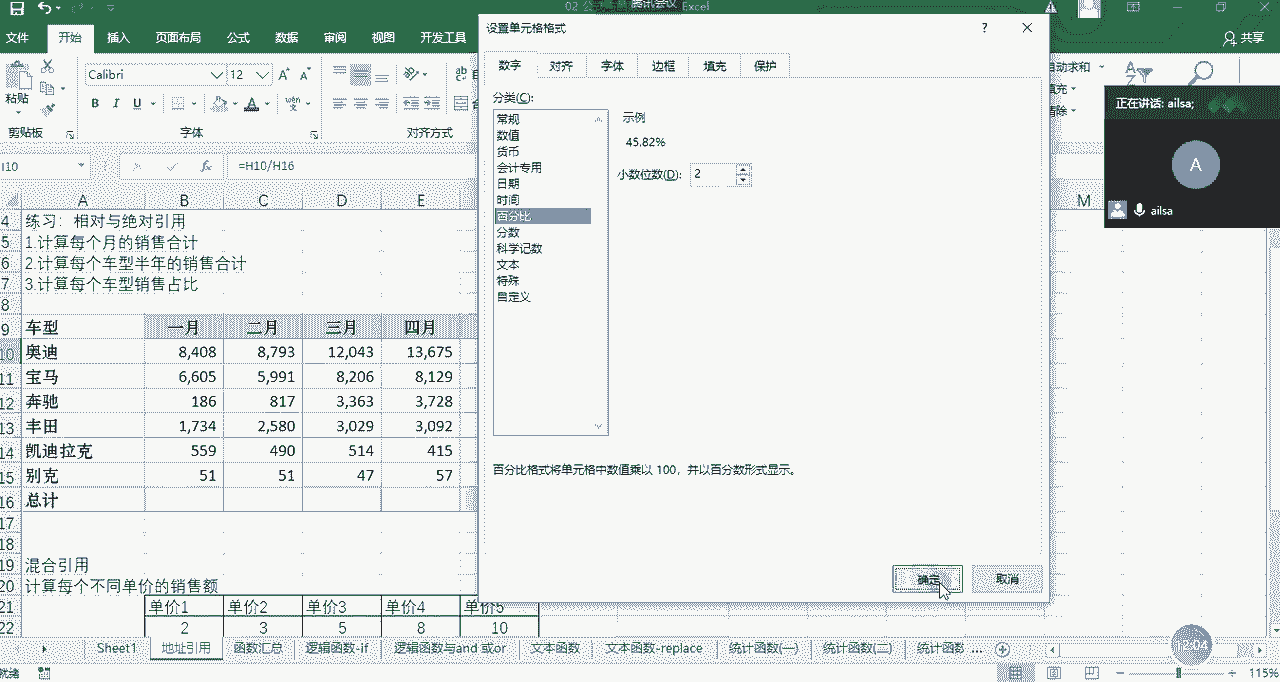 02 公式 腾讯会议 Excel
文件 开始 插入 页面布局 公式 数据 审阅 视图 开发工具 共享
Calibri 12
B I U A
粘贴
剪贴板 字体 对齐方式
自动求和
填充
清除
I10 =H10/H16
A B C D E M
4 练习：相对与绝对引用
5 1.计算每个月的销售合计
6 2.计算每个车型半年的销售合计
7 3.计算每个车型销售占比
8
9 车型 一月 二月 三月 四月
10 奥迪 8,408 8,793 12,043 13,675
11 宝马 6,605 5,991 8,206 8,129
12 奔驰 186 817 3,363 3,728
13 丰田 1,734 2,580 3,029 3,092
14 凯迪拉克 559 490 514 415
15 别克 51 51 47 57
16 总计
17
18
19 混合引用
20 计算每个不同单价的销售额
21 单价1 单价2 单价3 单价4 单价5
22 2 3 5 8 10
设置单元格格式 ?
数字 对齐 字体 边框 填充 保护
分类(C):
常规
数值
货币
会计专用
日期
时间
百分比
分数
科学记数
文本
特殊
自定义
示例
45.82%
小数位数(D): 2
百分比格式将单元格中数值乘以 100，并以百分数形式显示。
确定 取消
正在讲话: ailsa;
A
ailsa
Sheet1 地址引用 函数汇总 逻辑函数-if 逻辑函数与and 或or 文本函数 文本函数-replace 统计函数(一) 统计函数(二) 统计函数 ...
12:04
就绪 115%